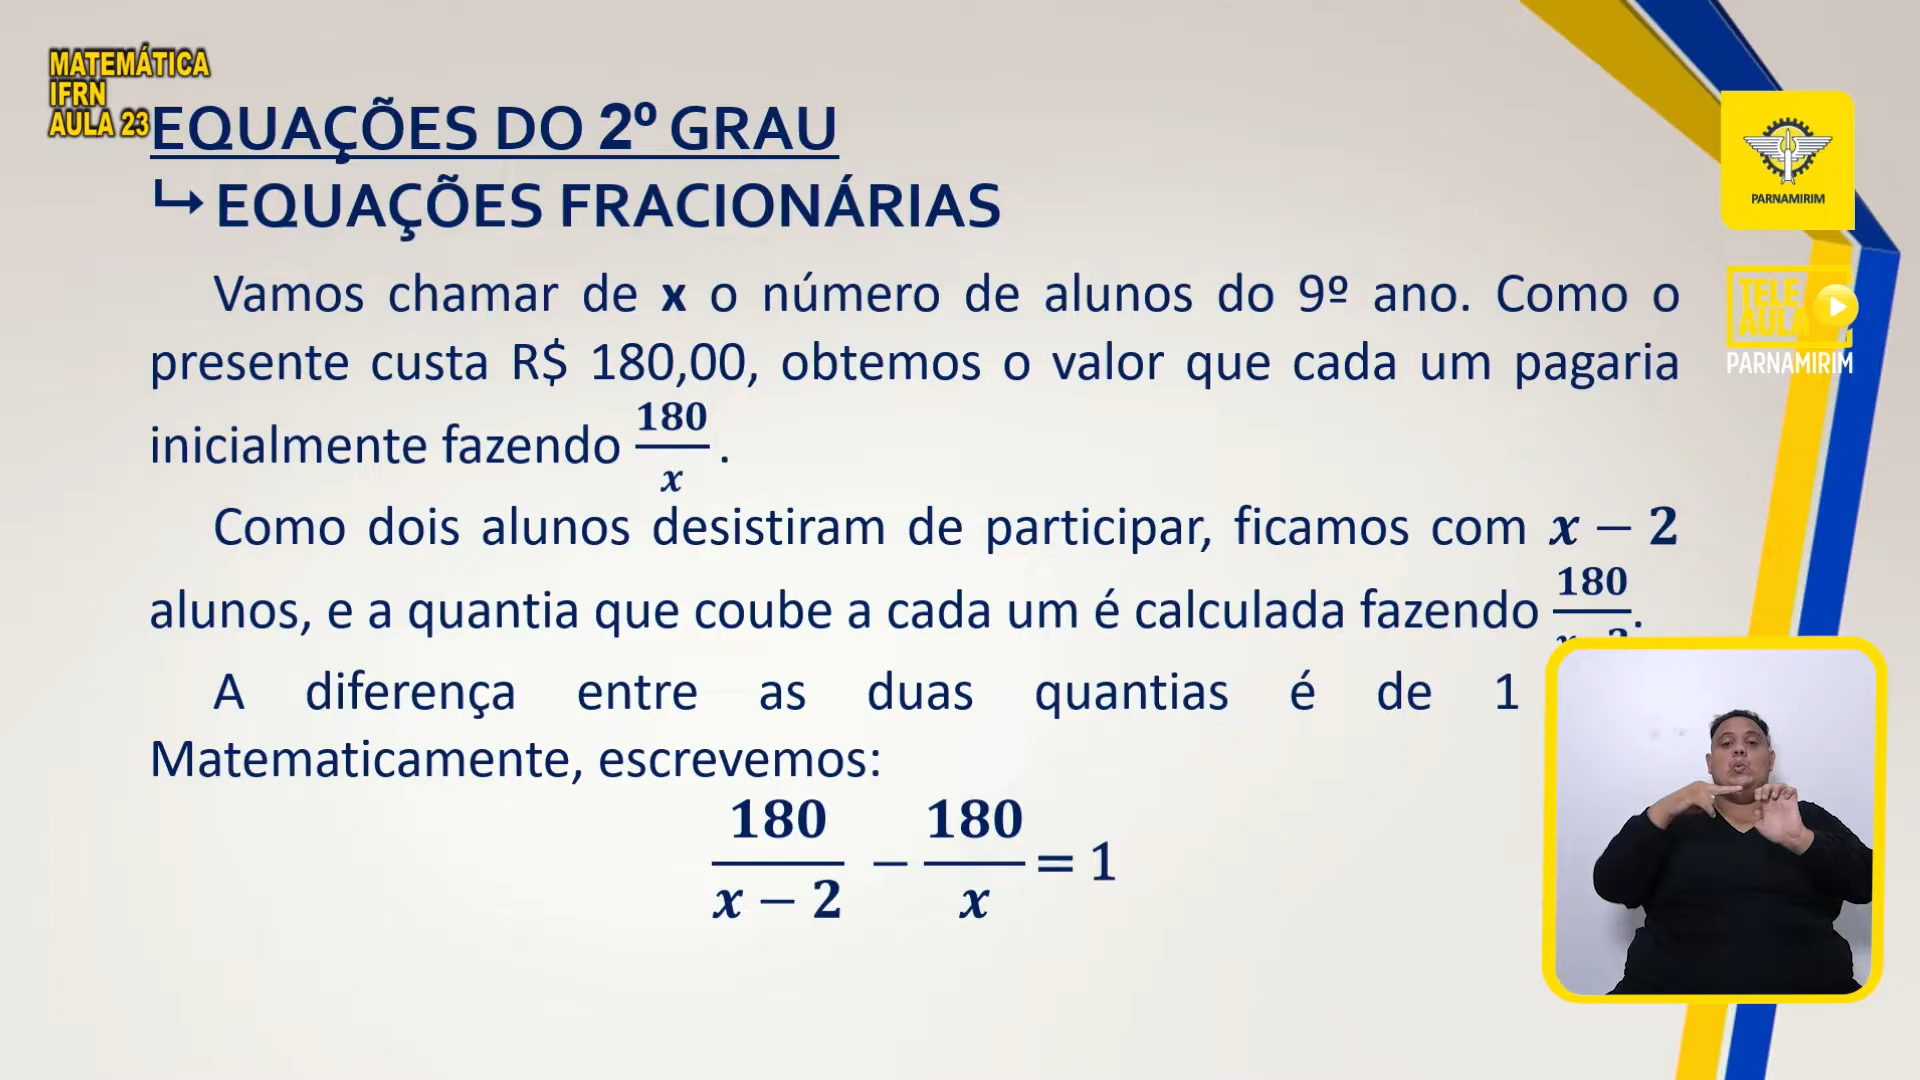 MATEMÁTICA
IFRN
AULA 23
EQUAÇÕES DO 2º GRAU
↳ EQUAÇÕES FRACIONÁRIAS
Vamos chamar de x o número de alunos do 9º ano. Como o
presente custa R$ 180,00, obtemos o valor que cada um pagaria
inicialmente fazendo 180/x .
Como dois alunos desistiram de participar, ficamos com x − 2
alunos, e a quantia que coube a cada um é calculada fazendo 180/
A diferença entre as duas quantias é de 1
Matematicamente, escrevemos:
180/(x − 2) − 180/x = 1
PARNAMIRIM
TELE
AULA
PARNAMIRIM